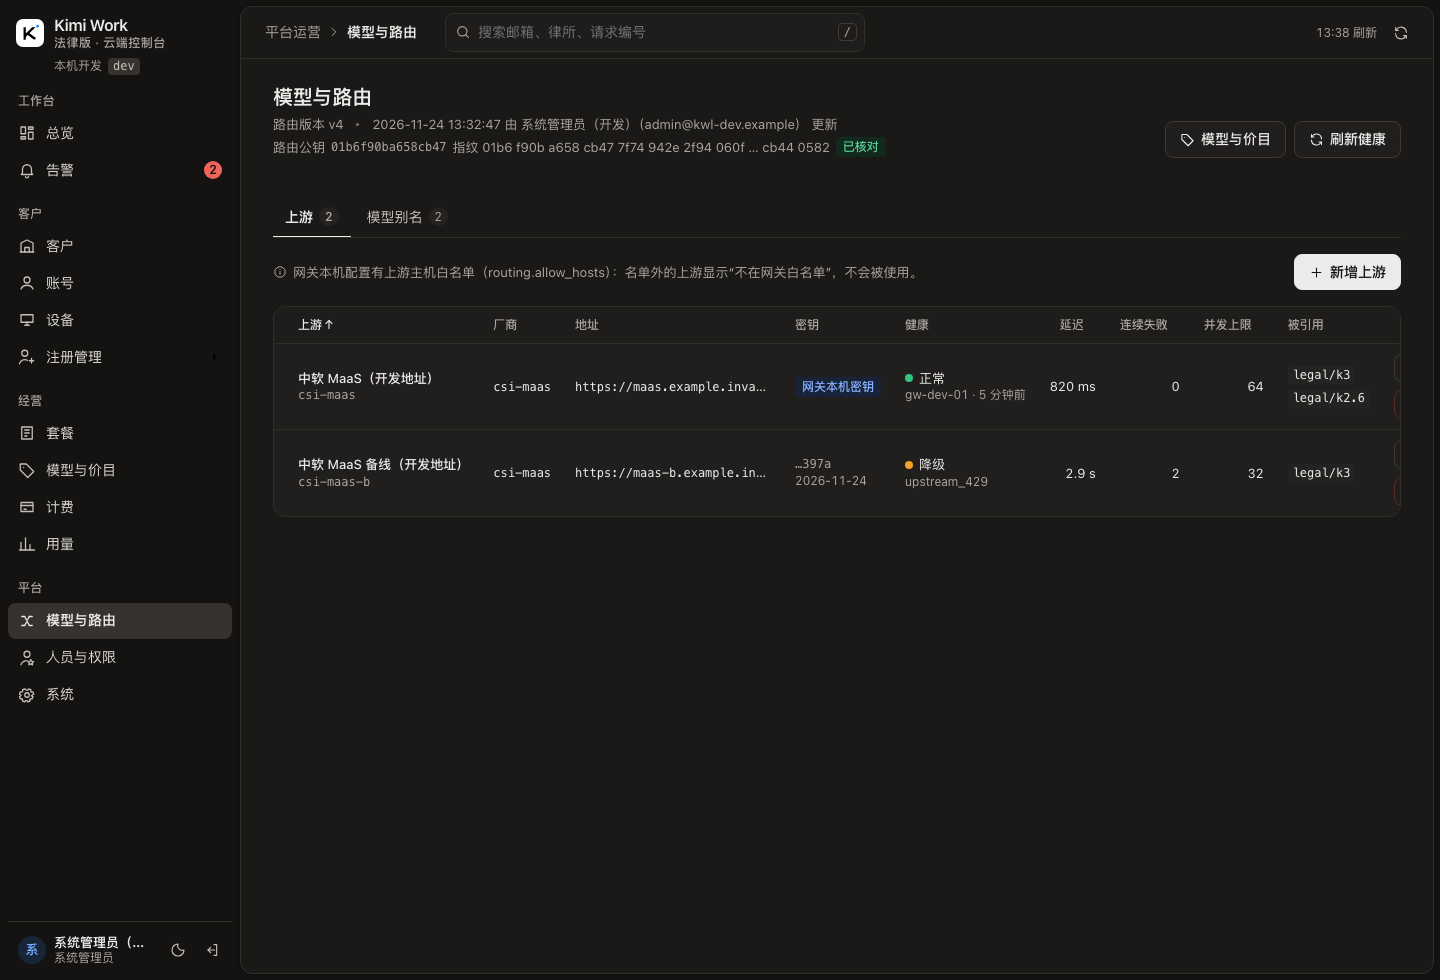 Kimi Work
法律版 · 云端控制台
本机开发 dev
工作台
总览
告警 2
客户
客户
账号
设备
注册管理
经营
套餐
模型与价目
计费
用量
平台
模型与路由
人员与权限
系统
系 系统管理员（...
系统管理员
平台运营 > 模型与路由
搜索邮箱、律所、请求编号 /
13:38 刷新
模型与路由
路由版本 v4 • 2026-11-24 13:32:47 由 系统管理员（开发）(admin@kwl-dev.example) 更新
路由公钥 01b6f90ba658cb47 指纹 01b6 f90b a658 cb47 7f74 942e 2f94 060f ... cb44 0582 已核对
模型与价目
刷新健康
上游 2
模型别名 2
网关本机配置有上游主机白名单（routing.allow_hosts）：名单外的上游显示“不在网关白名单”，不会被使用。
新增上游
上游↑ 厂商 地址 密钥 健康 延迟 连续失败 并发上限 被引用
中软 MaaS（开发地址）
csi-maas
csi-maas
https://maas.example.inva…
网关本机密钥
正常
gw-dev-01 · 5 分钟前
820 ms
0
64
legal/k3
legal/k2.6
中软 MaaS 备线（开发地址）
csi-maas-b
csi-maas
https://maas-b.example.in…
…397a
2026-11-24
降级
upstream_429
2.9 s
2
32
legal/k3